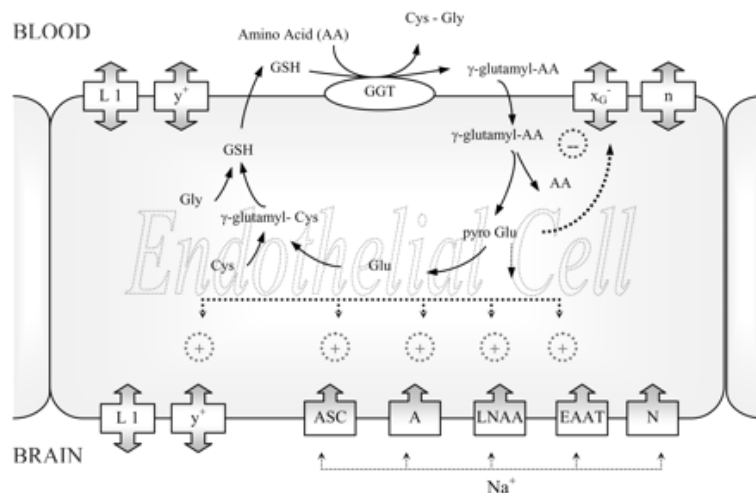 BLOOD
Cys - Gly
Amino Acid (AA)
GSH
γ-glutamyl-AA
GGT
L 1
y⁺
x_G⁻
n
γ-glutamyl-AA
--
GSH
AA
Gly
γ-glutamyl- Cys
pyro Glu
Endothelial Cell
Cys
Glu
+
+
+
+
+
L 1
y⁺
ASC
A
LNAA
EAAT
N
BRAIN
Na⁺